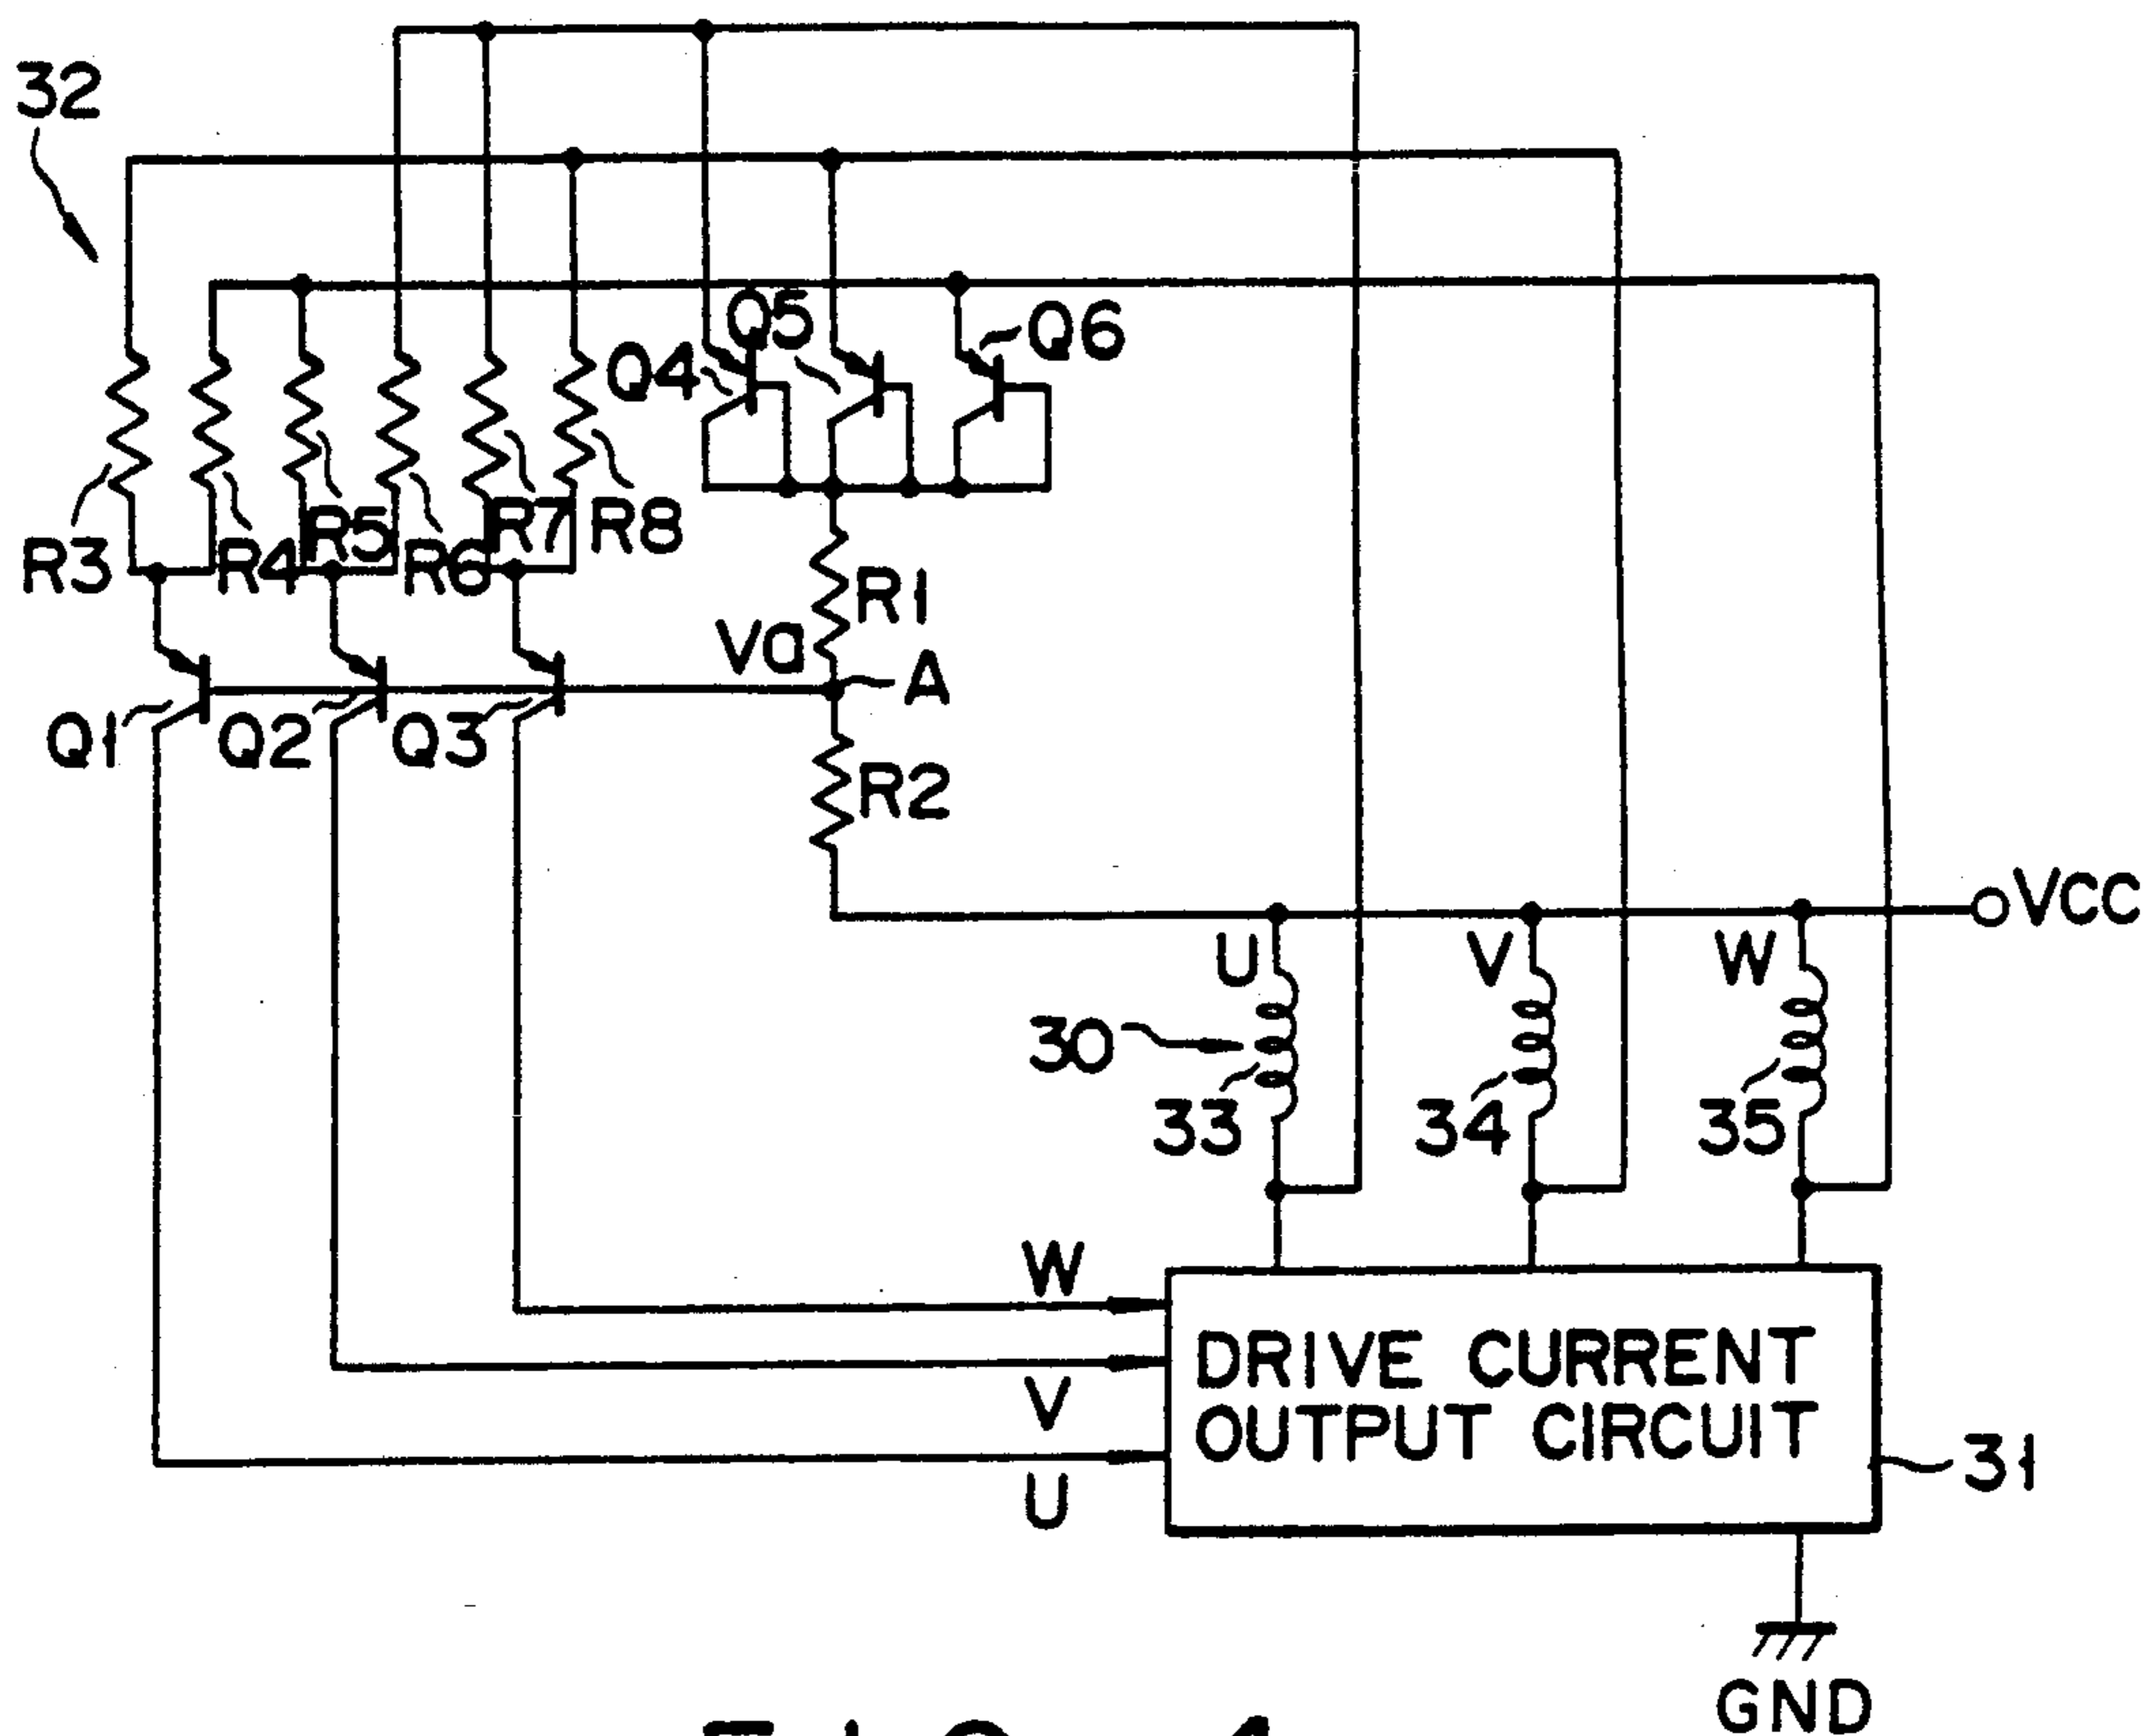 32
Q5
Q6
Q4
R3
R4
R5
R6
R7
R8
R1
Va
A
Q1
Q2
Q3
R2
VCC
U
V
W
30
33
34
35
W
V
U
DRIVE CURRENT
OUTPUT CIRCUIT
31
GND